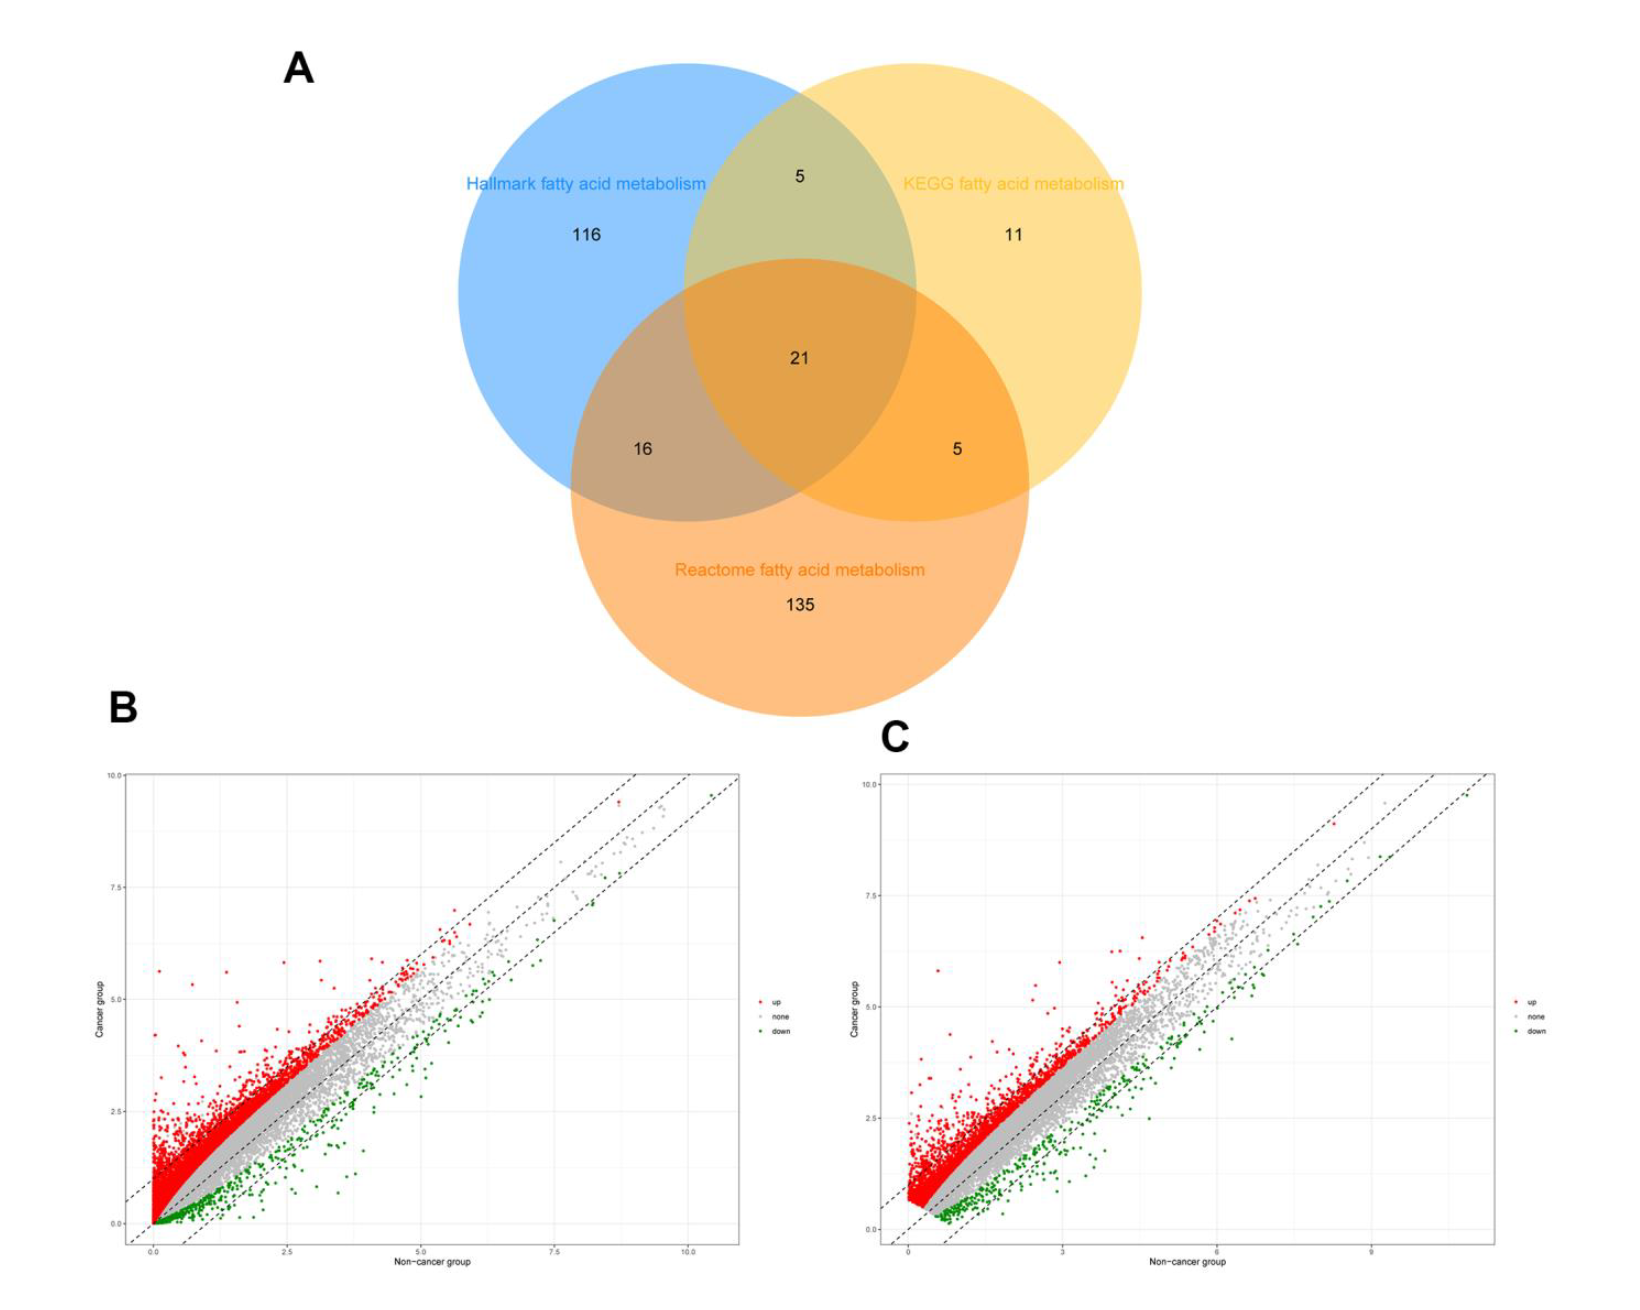 A
5
Hallmark fatty acid metabolism
KEGG fatty acid metabolism
116
11
21
16
5
Reactome fatty acid metabolism
135
B
C
10.0
7.5
5.0
2.5
0.0
Cancer group
0.0 2.5 5.0 7.5 10.0
Non−cancer group
up
none
down
10.0
7.5
5.0
2.5
0.0
Cancer group
0 3 6 9
Non−cancer group
up
none
down